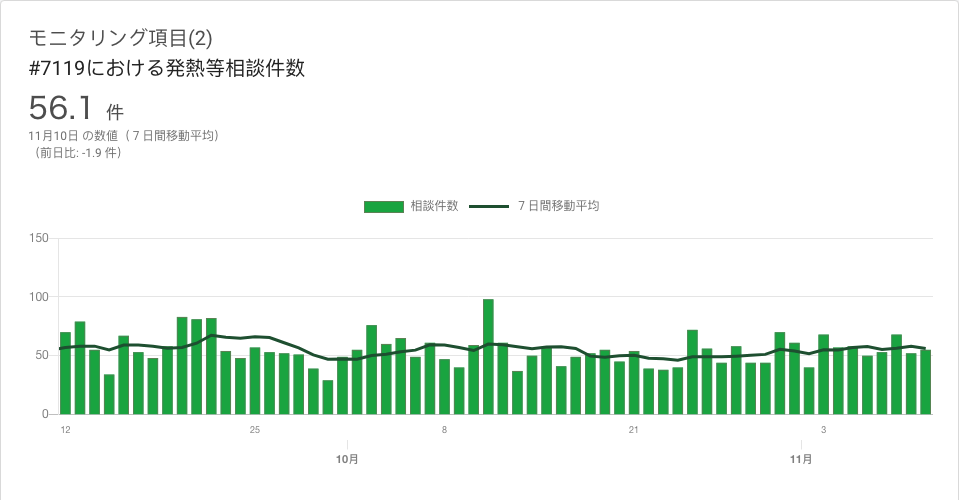 モニタリング項目(2)
#7119における発熱等相談件数
56.1 件
11月10日 の数値（７日間移動平均）
（前日比: -1.9 件）
相談件数 ７日間移動平均
150
100
50
0
12 25 8 21 3
10月 11月